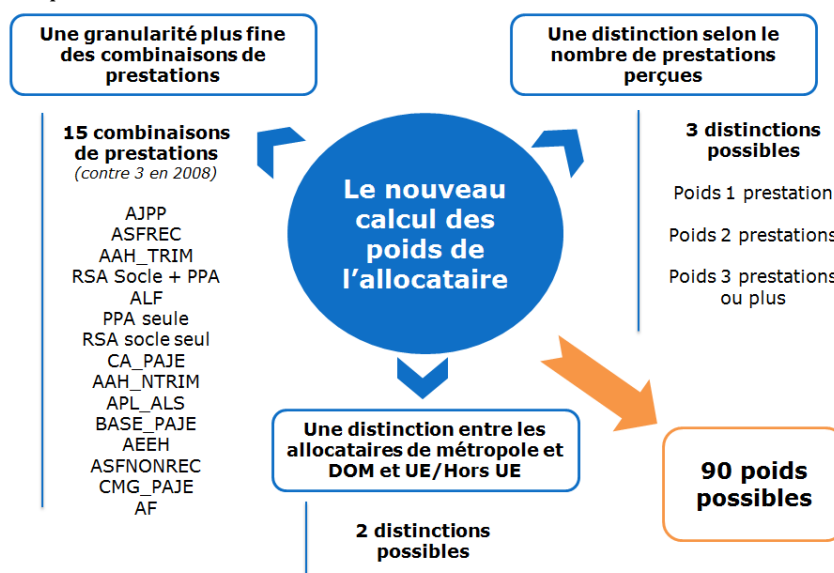 Une granularité plus fine
des combinaisons de
prestations
Une distinction selon le
nombre de prestations
perçues
15 combinaisons
de prestations
(contre 3 en 2008)
AJPP
ASFREC
AAH_TRIM
RSA Socle + PPA
ALF
PPA seule
RSA socle seul
CA_PAJE
AAH_NTRIM
APL_ALS
BASE_PAJE
AEEH
ASFNONREC
CMG_PAJE
AF
Le nouveau
calcul des
poids de
l’allocataire
3 distinctions
possibles
Poids 1 prestation
Poids 2 prestations
Poids 3 prestations
ou plus
Une distinction entre les
allocataires de métropole et
DOM et UE/Hors UE
2 distinctions
possibles
90 poids
possibles